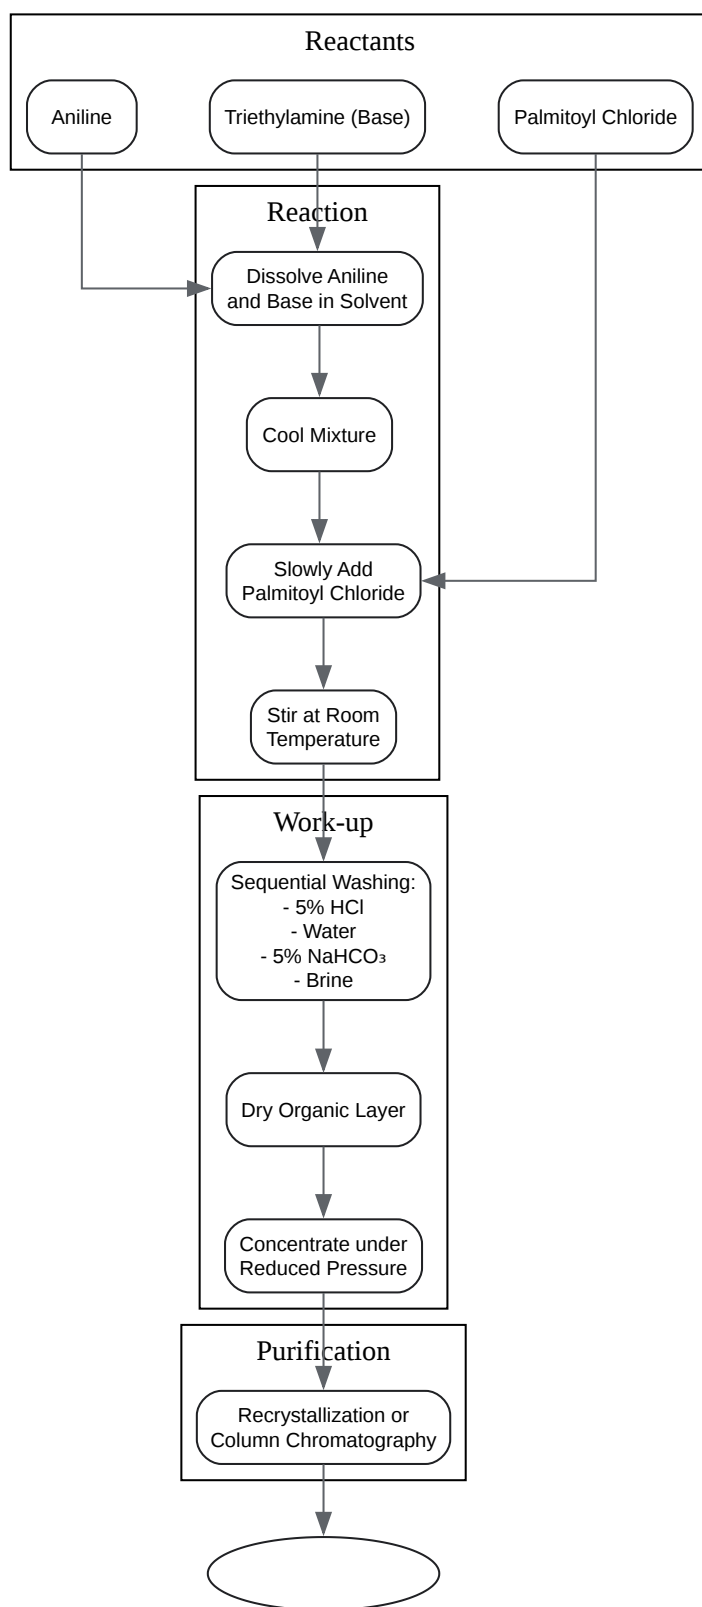 Reactants
Aniline
Triethylamine (Base)
Palmitoyl Chloride
Reaction
Dissolve Aniline
and Base in Solvent
Cool Mixture
Slowly Add
Palmitoyl Chloride
Stir at Room
Temperature
Work-up
Sequential Washing:
- 5% HCl
- Water
- 5% NaHCO₃
- Brine
Dry Organic Layer
Concentrate under
Reduced Pressure
Purification
Recrystallization or
Column Chromatography